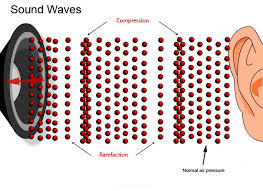 Sound Waves
Compression
Rarefaction
Normal air pressure